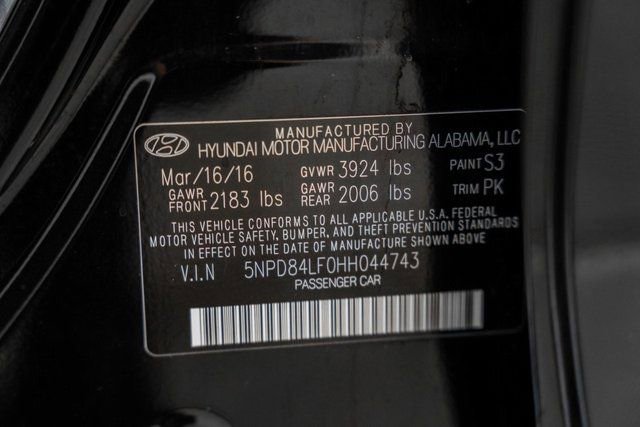 MANUFACTURED BY
HYUNDAI MOTOR MANUFACTURING ALABAMA, LLC
Mar/16/16 GVWR 3924 lbs PAINT S3
GAWR FRONT 2183 lbs GAWR REAR 2006 lbs TRIM PK
THIS VEHICLE CONFORMS TO ALL APPLICABLE U.S.A. FEDERAL
MOTOR VEHICLE SAFETY, BUMPER, AND THEFT PREVENTION STANDARDS
IN EFFECT ON THE DATE OF MANUFACTURE SHOWN ABOVE
V.I.N 5NPD84LF0HH044743
PASSENGER CAR